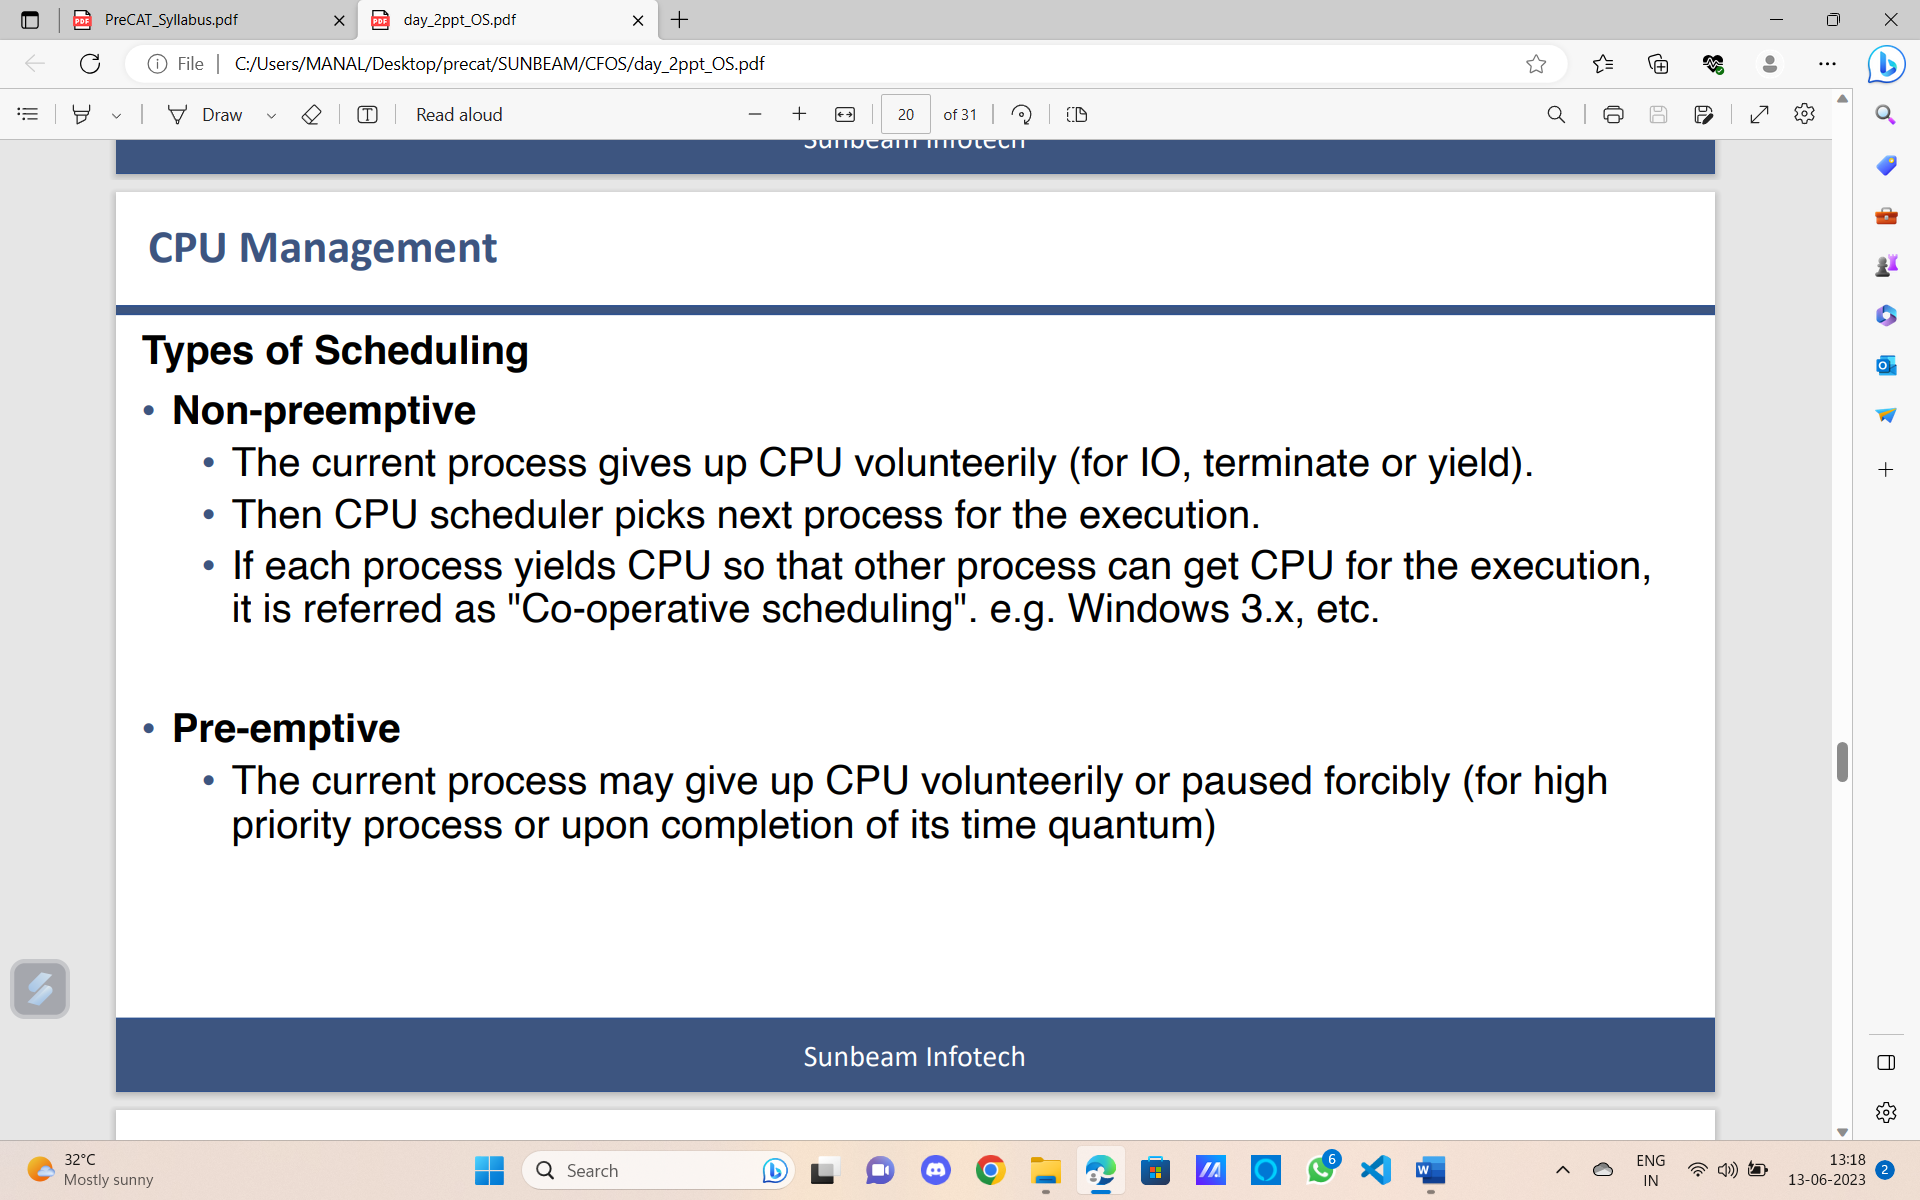 PreCAT_Syllabus.pdf
day_2ppt_OS.pdf
File
C:/Users/MANAL/Desktop/precat/SUNBEAM/CFOS/day_2ppt_OS.pdf
Draw
Read aloud
20 of 31
Sunbeam Infotech
CPU Management
Types of Scheduling
• Non-preemptive
• The current process gives up CPU volunteerily (for IO, terminate or yield).
• Then CPU scheduler picks next process for the execution.
• If each process yields CPU so that other process can get CPU for the execution,
it is referred as "Co-operative scheduling". e.g. Windows 3.x, etc.
• Pre-emptive
• The current process may give up CPU volunteerily or paused forcibly (for high
priority process or upon completion of its time quantum)
Sunbeam Infotech
32°C
Mostly sunny
Search
6
ENG
IN
13:18
13-06-2023
2